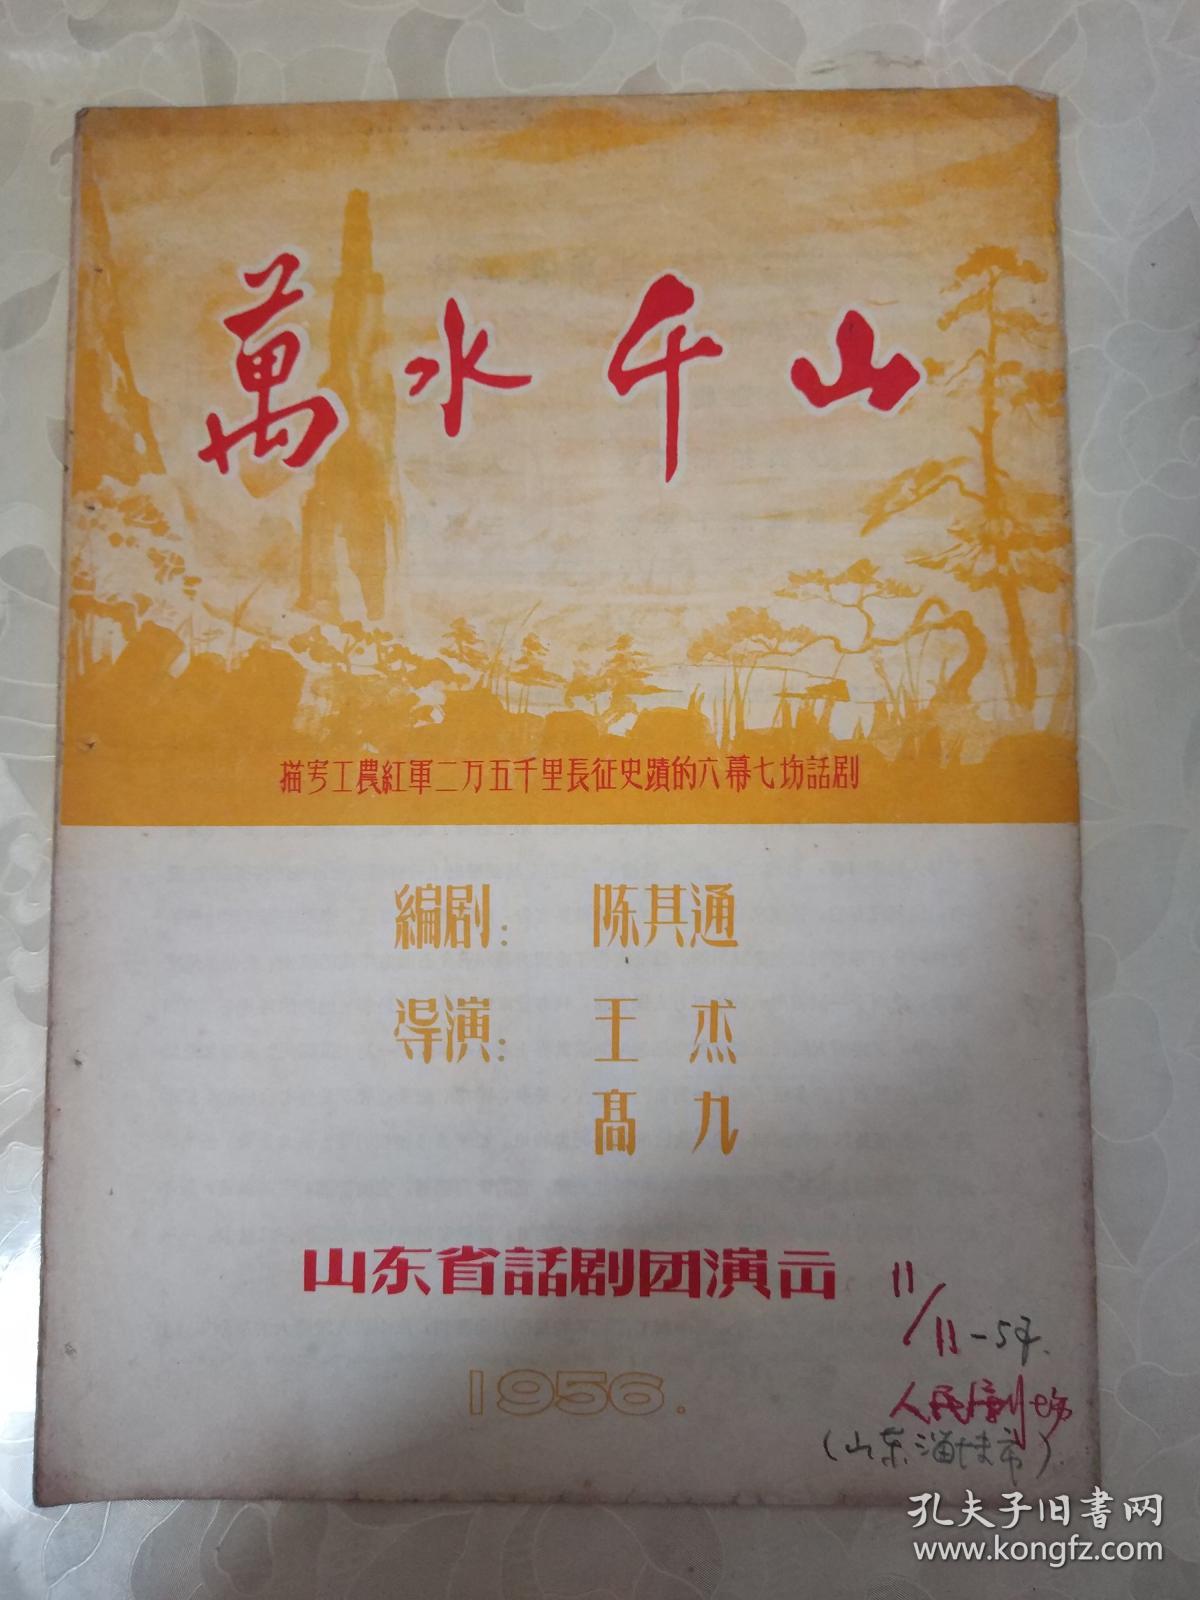 萬水千山
描写工農紅軍二万五千里長征史蹟的六幕七場話剧
編剧： 陈其通
导演： 王杰
高九
山东省話剧团演出
1956.
11/11-57.
人民剧场
(山东淄博市)
孔夫子旧书网
www.kongfz.com